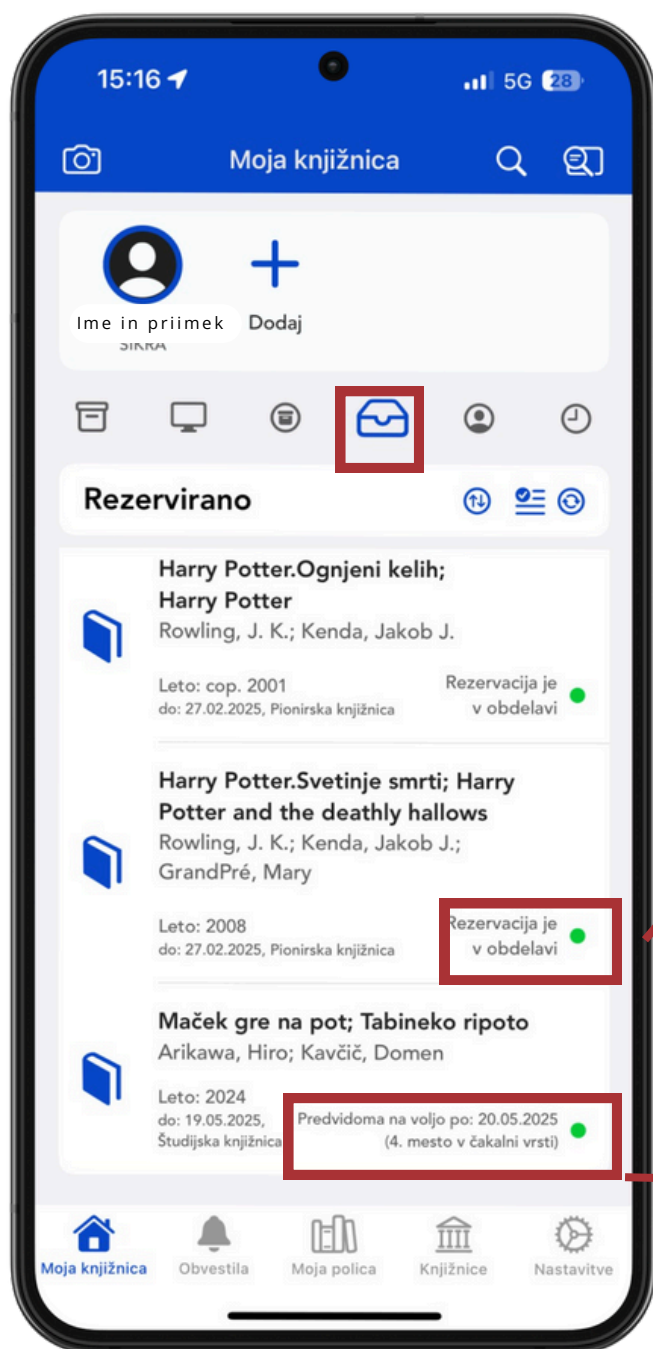 15:16
5G 28
Moja knjižnica
Ime in priimek
Dodaj
SIKRA
Rezervirano
Harry Potter.Ognjeni kelih;
Harry Potter
Rowling, J. K.; Kenda, Jakob J.
Leto: cop. 2001
do: 27.02.2025, Pionirska knjižnica
Rezervacija je
v obdelavi
Harry Potter.Svetinje smrti; Harry
Potter and the deathly hallows
Rowling, J. K.; Kenda, Jakob J.;
GrandPré, Mary
Leto: 2008
do: 27.02.2025, Pionirska knjižnica
Rezervacija je
v obdelavi
Maček gre na pot; Tabineko ripoto
Arikawa, Hiro; Kavčič, Domen
Leto: 2024
do: 19.05.2025,
Študijska knjižnica
Predvidoma na voljo po: 20.05.2025
(4. mesto v čakalni vrsti)
Moja knjižnica
Obvestila
Moja polica
Knjižnice
Nastavitve